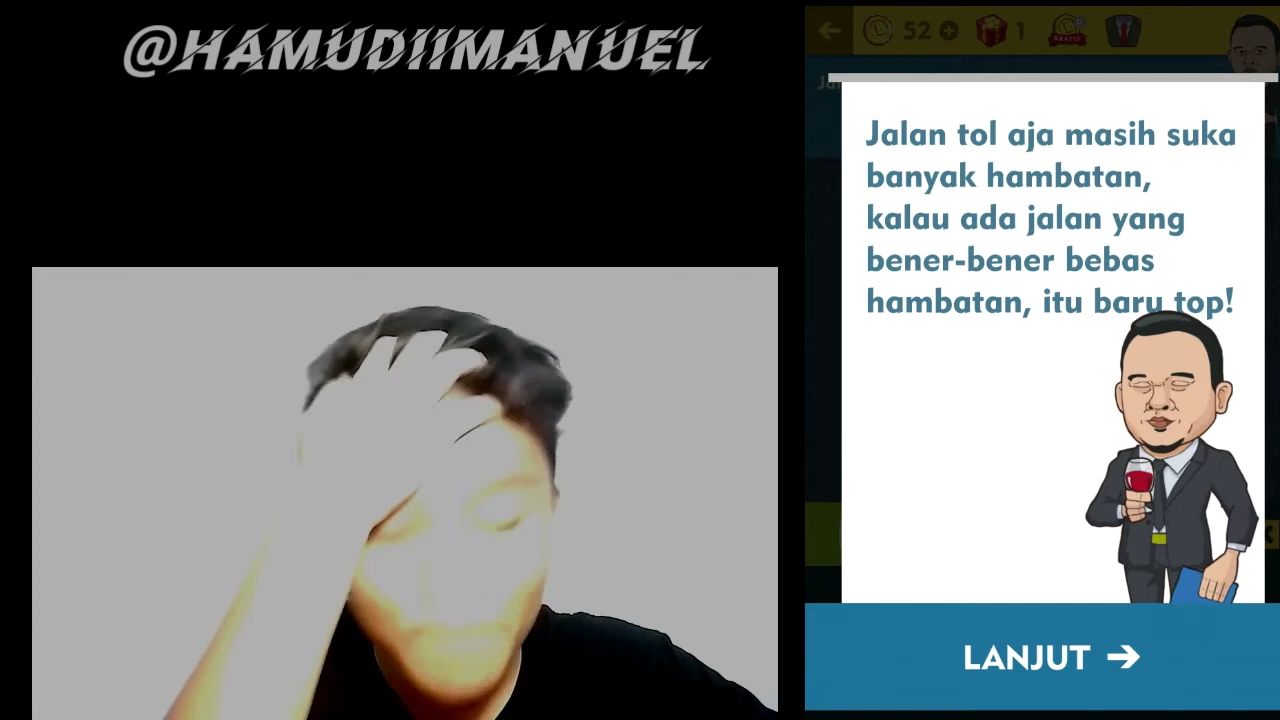 @HAMUDIIMANUEL
52
1
GRATIS
Jalan tol aja masih suka
banyak hambatan,
kalau ada jalan yang
bener-bener bebas
hambatan, itu baru top!
LANJUT